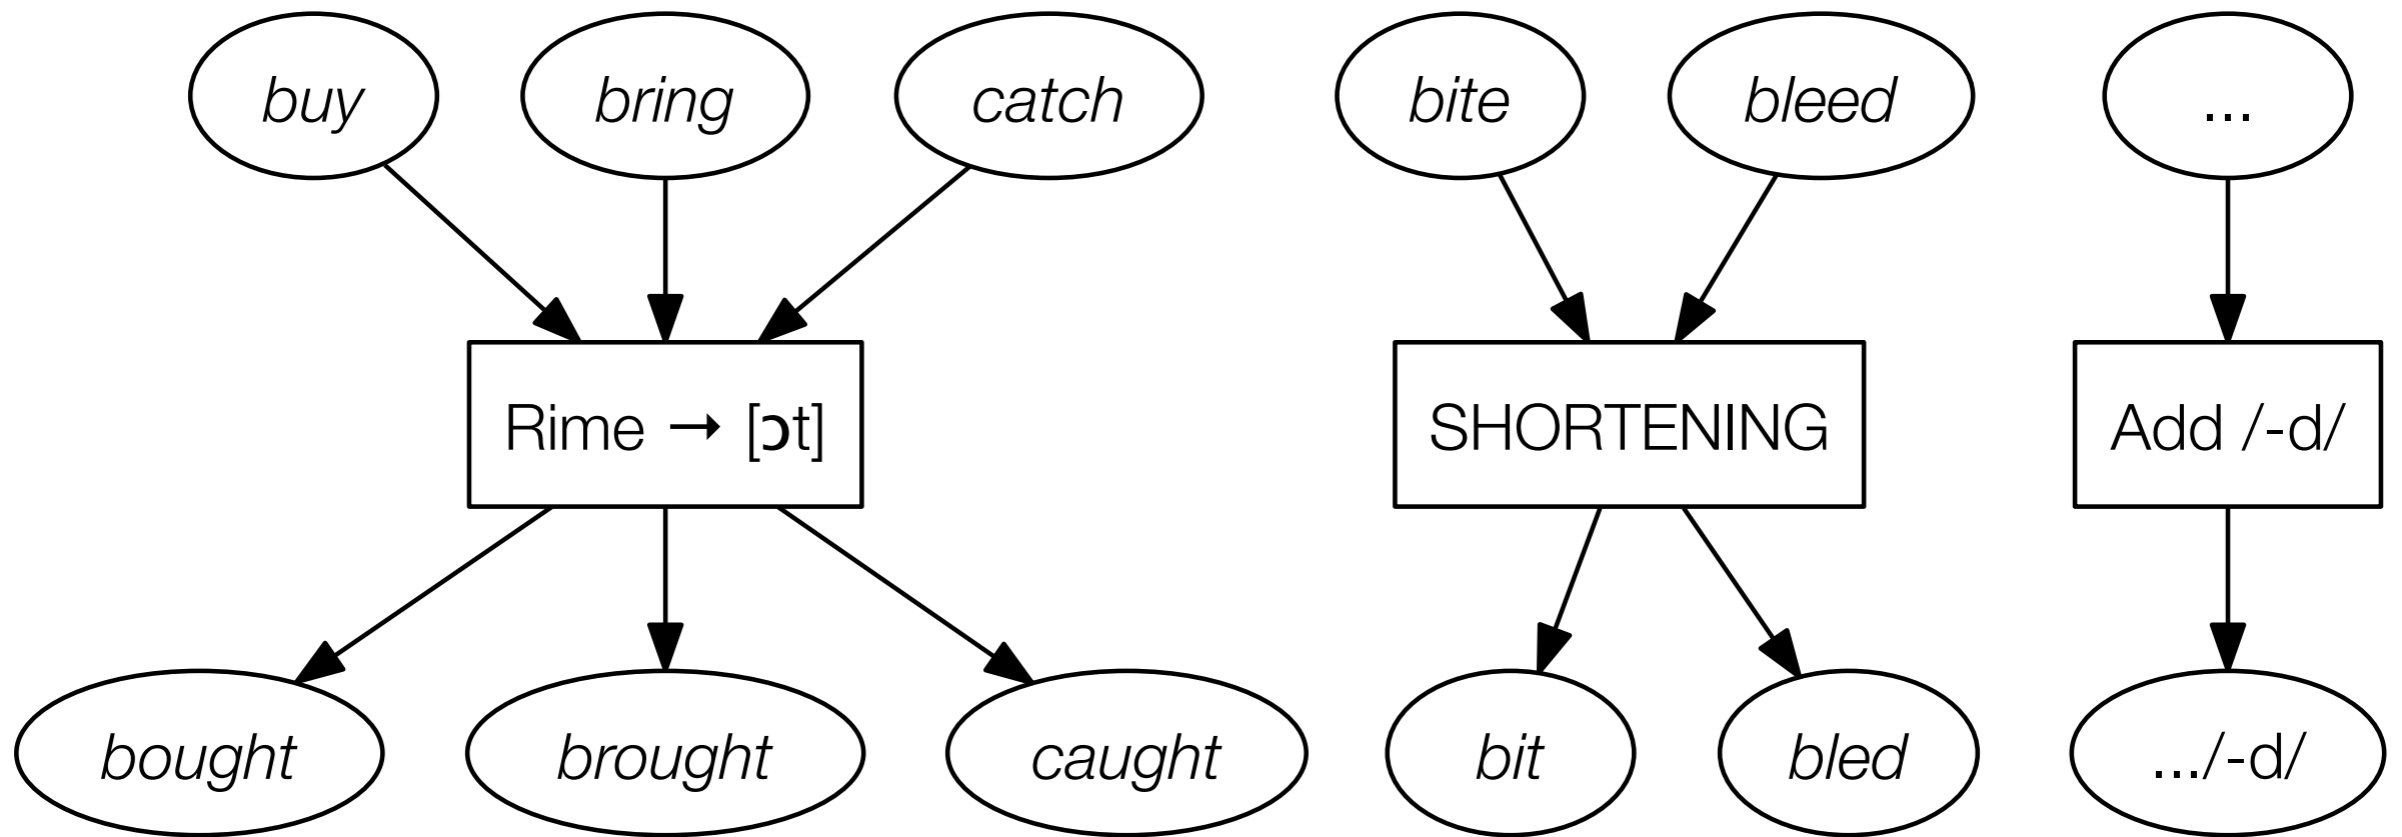 buy bring catch bite bleed ...
Rime → [ɔt] SHORTENING Add /-d/
bought brought caught bit bled .../-d/